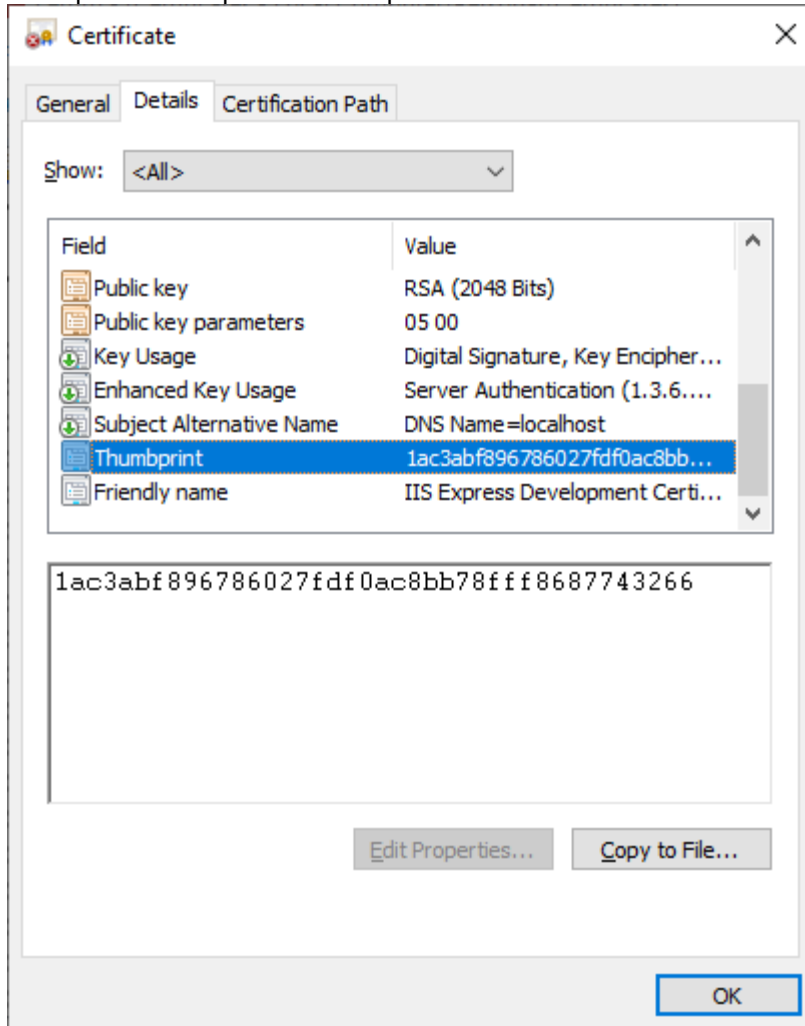 Certificate
General Details Certification Path
Show: <All>
Field Value
Public key RSA (2048 Bits)
Public key parameters 05 00
Key Usage Digital Signature, Key Encipher...
Enhanced Key Usage Server Authentication (1.3.6....
Subject Alternative Name DNS Name=localhost
Thumbprint 1ac3abf896786027fdf0ac8bb...
Friendly name IIS Express Development Certi...
1ac3abf896786027fdf0ac8bb78fff8687743266
Edit Properties... Copy to File...
OK